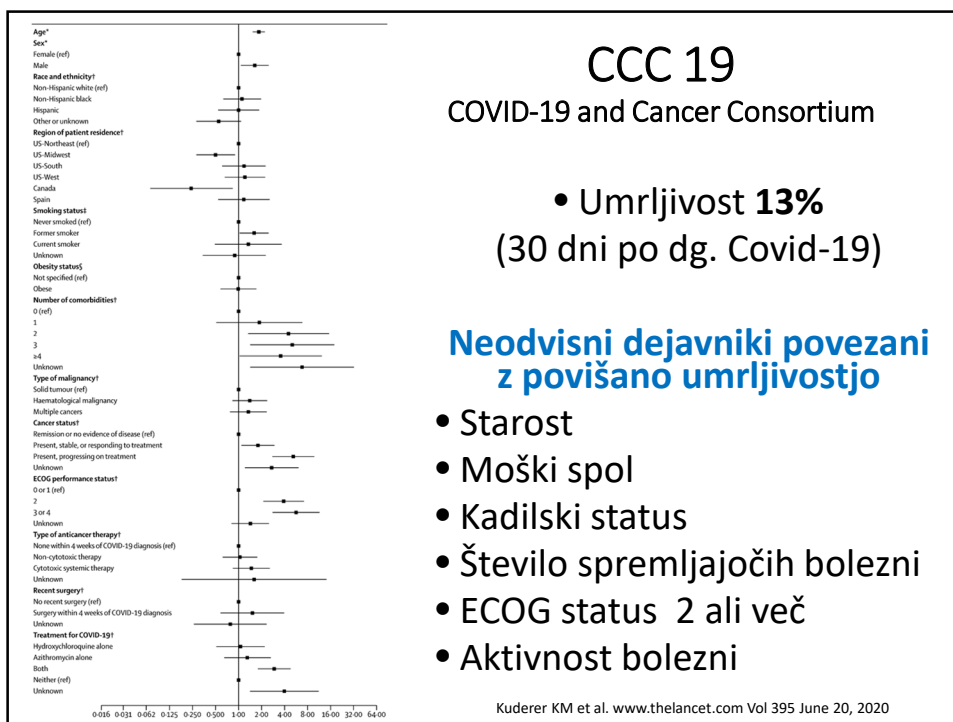 Age*
Sex*
Female (ref)
Male
Race and ethnicity†
Non-Hispanic white (ref)
Non-Hispanic black
Hispanic
Other or unknown
Region of patient residence†
US-Northeast (ref)
US-Midwest
US-South
US-West
Canada
Spain
Smoking status‡
Never smoked (ref)
Former smoker
Current smoker
Unknown
Obesity status§
Not specified (ref)
Obese
Number of comorbidities†
0 (ref)
1
2
3
≥4
Unknown
Type of malignancy†
Solid tumour (ref)
Haematological malignancy
Multiple cancers
Cancer status†
Remission or no evidence of disease (ref)
Present, stable, or responding to treatment
Present, progressing on treatment
Unknown
ECOG performance status†
0 or 1 (ref)
2
3 or 4
Unknown
Type of anticancer therapy†
None within 4 weeks of COVID-19 diagnosis (ref)
Non-cytotoxic therapy
Cytotoxic systemic therapy
Unknown
Recent surgery†
No recent surgery (ref)
Surgery within 4 weeks of COVID-19 diagnosis
Unknown
Treatment for COVID-19†
Hydroxychloroquine alone
Azithromycin alone
Both
Neither (ref)
Unknown
0·016 0·031 0·062 0·125 0·250 0·500 1·00 2·00 4·00 8·00 16·00 32·00 64·00
CCC 19
COVID-19 and Cancer Consortium
• Umrljivost 13%
(30 dni po dg. Covid-19)
Neodvisni dejavniki povezani
z povišano umrljivostjo
• Starost
• Moški spol
• Kadilski status
• Število spremljajočih bolezni
• ECOG status 2 ali več
• Aktivnost bolezni
Kuderer KM et al. www.thelancet.com Vol 395 June 20, 2020